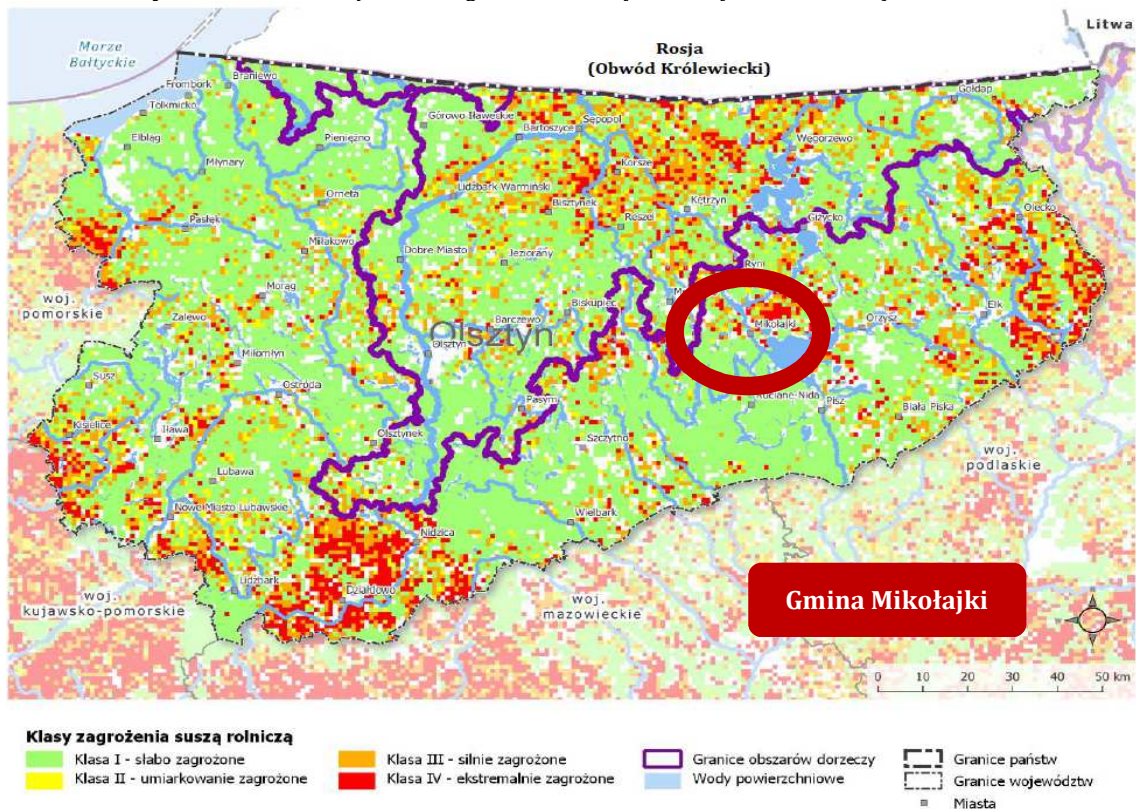 Litwa
Morze
Bałtyckie
Rosja
(Obwód Królewiecki)
Gołdap
Braniewo
Frombork
Tolkmicko
Górowo Iławeckie
Sępopol
Bartoszyce
Węgorzewo
Elbląg
Pieniężno
Młynary
Korsze
Lidzbark Warmiński
Orneta
Bisztynek
Kętrzyn
Reszel
Olecko
Pasłęk
Giżycko
Miłakowo
Dobre Miasto
Jeziorany
Ryn
woj.
pomorskie
Morąg
Biskupiec
Ełk
Zalewo
Barczewo
Mikołajki
Orzysz
Olsztyn
Olsztyn
Miłomłyn
Susz
Ostróda
Ruciane-Nida
Pisz
Pasym
Biała Piska
Kisielice
Iława
Olsztynek
Szczytno
woj.
podlaskie
Lubawa
Nowe Miasto Lubawskie
Wielbark
Nidzica
Lidzbark
Działdowo
woj.
kujawsko-pomorskie
woj.
mazowieckie
Gmina Mikołajki
0 10 20 30 40 50 km
Klasy zagrożenia suszą rolniczą
Klasa I - słabo zagrożone
Klasa II - umiarkowanie zagrożone
Klasa III - silnie zagrożone
Klasa IV - ekstremalnie zagrożone
Granice obszarów dorzeczy
Wody powierzchniowe
Granice państw
Granice województw
Miasta